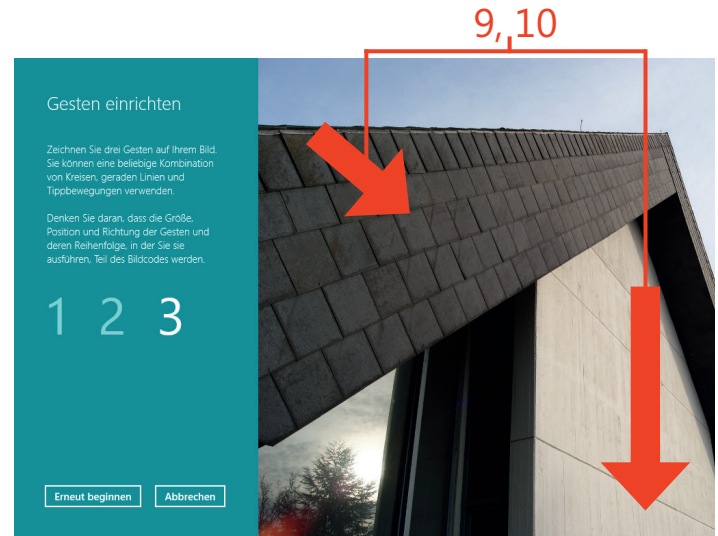 9, 10
Gesten einrichten
Zeichnen Sie drei Gesten auf Ihrem Bild.
Sie können eine beliebige Kombination
von Kreisen, geraden Linien und
Tippbewegungen verwenden.
Denken Sie daran, dass die Größe,
Position und Richtung der Gesten und
deren Reihenfolge, in der Sie sie
ausführen, Teil des Bildcodes werden.
1 2 3
Erneut beginnen Abbrechen